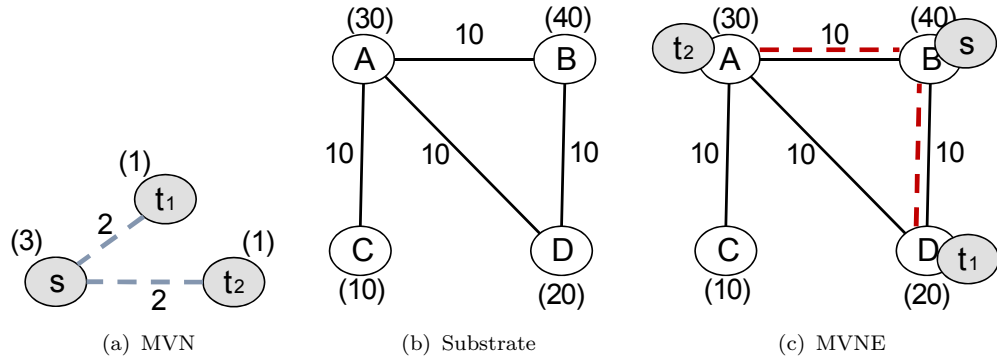 (1)
t1
2
(3)
(1)
s
t2
2
(a) MVN
(30)
(40)
10
A
B
10
10
10
C
D
(10)
(20)
(b) Substrate
(30)
(40)
t2
10
s
A
B
10
10
10
C
D
t1
(10)
(20)
(c) MVNE